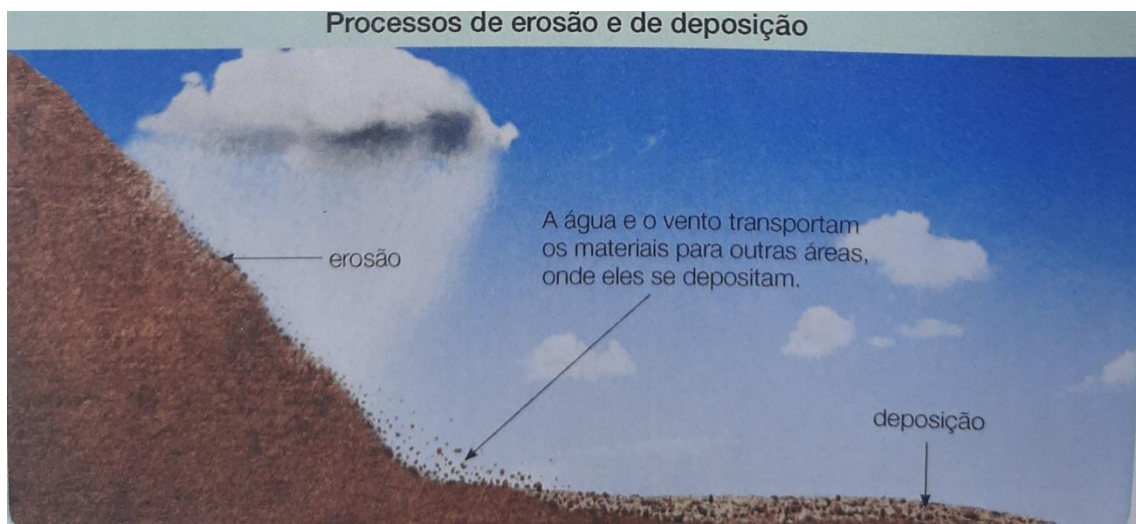 Processos de erosão e de deposição
erosão
A água e o vento transportam
os materiais para outras áreas,
onde eles se depositam.
deposição